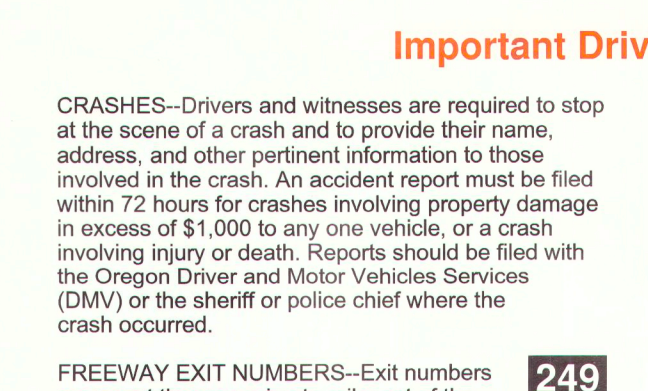 Important Driv
CRASHES--Drivers and witnesses are required to stop
at the scene of a crash and to provide their name,
address, and other pertinent information to those
involved in the crash. An accident report must be filed
within 72 hours for crashes involving property damage
in excess of $1,000 to any one vehicle, or a crash
involving injury or death. Reports should be filed with
the Oregon Driver and Motor Vehicles Services
(DMV) or the sheriff or police chief where the
crash occurred.
FREEWAY EXIT NUMBERS--Exit numbers
249